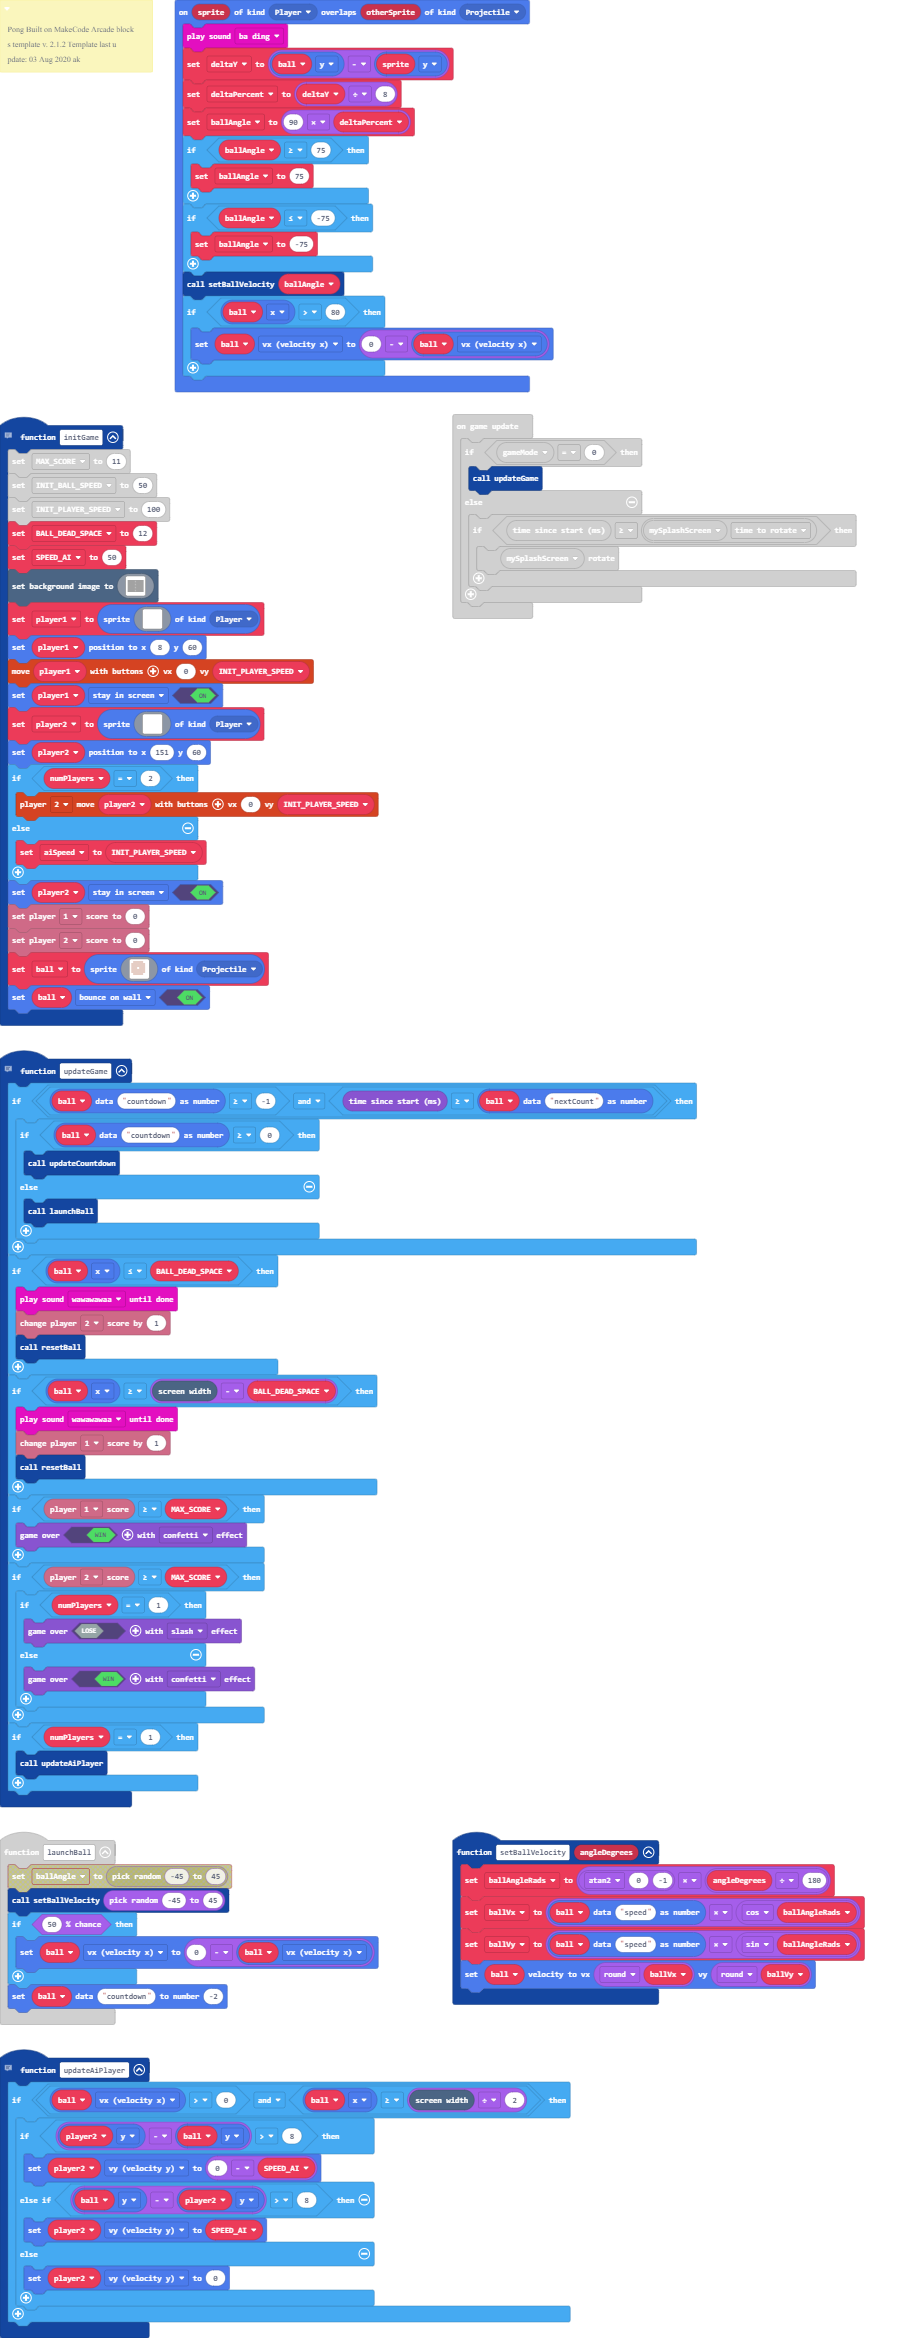 Pong Built on MakeCode Arcade block
s template v. 2.1.2 Template last u
pdate: 03 Aug 2020 ak
on sprite of kind Player overlaps otherSprite of kind Projectile
play sound ba ding
set deltaY to ball y - sprite y
set deltaPercent to deltaY ÷ 8
set ballAngle to 90 × deltaPercent
if ballAngle ≥ 75 then
set ballAngle to 75
if ballAngle ≤ -75 then
set ballAngle to -75
call setBallVelocity ballAngle
if ball x > 80 then
set ball vx (velocity x) to 0 - ball vx (velocity x)
function initGame
set MAX_SCORE to 11
set INIT_BALL_SPEED to 50
set INIT_PLAYER_SPEED to 100
set BALL_DEAD_SPACE to 12
set SPEED_AI to 50
set background image to
set player1 to sprite of kind Player
set player1 position to x 8 y 60
move player1 with buttons vx 0 vy INIT_PLAYER_SPEED
set player1 stay in screen ON
set player2 to sprite of kind Player
set player2 position to x 151 y 60
if numPlayers = 2 then
player 2 move player2 with buttons vx 0 vy INIT_PLAYER_SPEED
else
set aiSpeed to INIT_PLAYER_SPEED
set player2 stay in screen ON
set player 1 score to 0
set player 2 score to 0
set ball to sprite of kind Projectile
set ball bounce on wall ON
on game update
if gameMode = 0 then
call updateGame
else
if time since start (ms) ≥ mySplashScreen time to rotate then
mySplashScreen rotate
function updateGame
if ball data "countdown" as number ≥ -1 and time since start (ms) ≥ ball data "nextCount" as number then
if ball data "countdown" as number ≥ 0 then
call updateCountdown
else
call launchBall
if ball x ≤ BALL_DEAD_SPACE then
play sound wawawawaa until done
change player 2 score by 1
call resetBall
if ball x ≥ screen width - BALL_DEAD_SPACE then
play sound wawawawaa until done
change player 1 score by 1
call resetBall
if player 1 score ≥ MAX_SCORE then
game over WIN with confetti effect
if player 2 score ≥ MAX_SCORE then
if numPlayers = 1 then
game over LOSE with slash effect
else
game over WIN with confetti effect
if numPlayers = 1 then
call updateAiPlayer
function launchBall
set ballAngle to pick random -45 to 45
call setBallVelocity pick random -45 to 45
if 50 % chance then
set ball vx (velocity x) to 0 - ball vx (velocity x)
set ball data "countdown" to number -2
function setBallVelocity angleDegrees
set ballAngleRads to atan2 0 -1 × angleDegrees ÷ 180
set ballVx to ball data "speed" as number × cos ballAngleRads
set ballVy to ball data "speed" as number × sin ballAngleRads
set ball velocity to vx round ballVx vy round ballVy
function updateAiPlayer
if ball vx (velocity x) > 0 and ball x ≥ screen width ÷ 2 then
if player2 y - ball y > 8 then
set player2 vy (velocity y) to 0 - SPEED_AI
else if ball y - player2 y > 8 then
set player2 vy (velocity y) to SPEED_AI
else
set player2 vy (velocity y) to 0